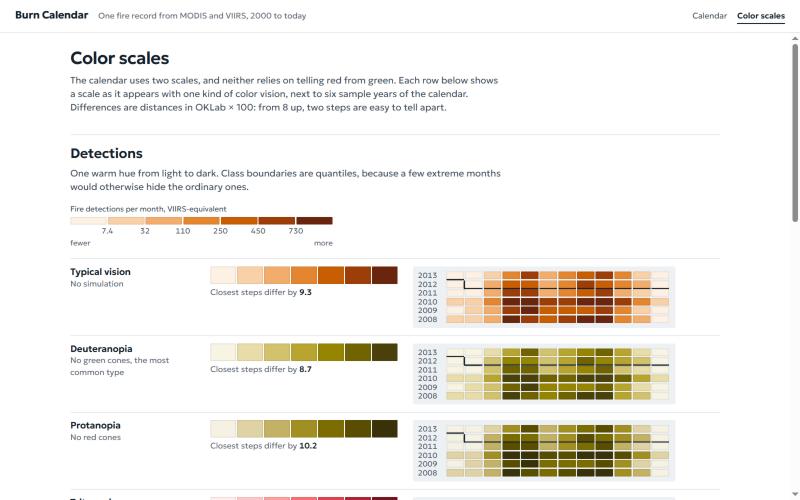 Burn Calendar
One fire record from MODIS and VIIRS, 2000 to today
Calendar
Color scales
Color scales
The calendar uses two scales, and neither relies on telling red from green. Each row below shows
a scale as it appears with one kind of color vision, next to six sample years of the calendar.
Differences are distances in OKLab × 100: from 8 up, two steps are easy to tell apart.
Detections
One warm hue from light to dark. Class boundaries are quantiles, because a few extreme months
would otherwise hide the ordinary ones.
Fire detections per month, VIIRS-equivalent
7.4 32 110 250 450 730
fewer more
Typical vision
No simulation
Closest steps differ by 9.3
2013
2012
2011
2010
2009
2008
Deuteranopia
No green cones, the most
common type
Closest steps differ by 8.7
2013
2012
2011
2010
2009
2008
Protanopia
No red cones
Closest steps differ by 10.2
2013
2012
2011
2010
2009
2008